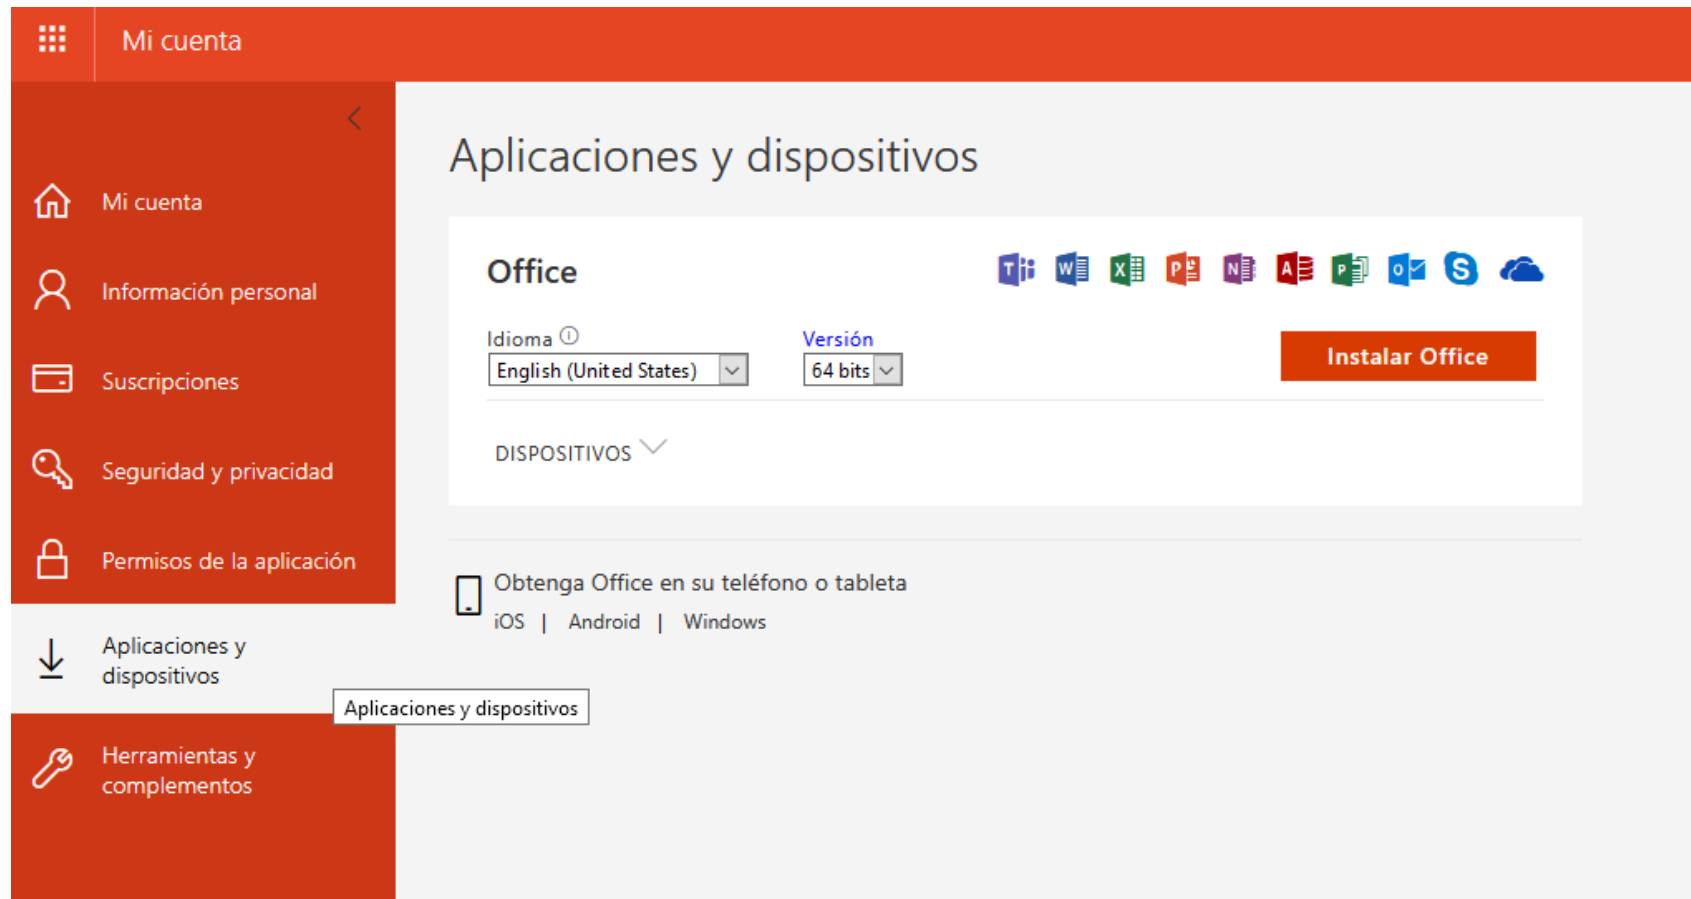 Mi cuenta
Mi cuenta
Información personal
Suscripciones
Seguridad y privacidad
Permisos de la aplicación
Aplicaciones y
dispositivos
Aplicaciones y dispositivos
Herramientas y
complementos
Aplicaciones y dispositivos
Office
Idioma
English (United States)
Versión
64 bits
Instalar Office
DISPOSITIVOS
Obtenga Office en su teléfono o tableta
iOS | Android | Windows